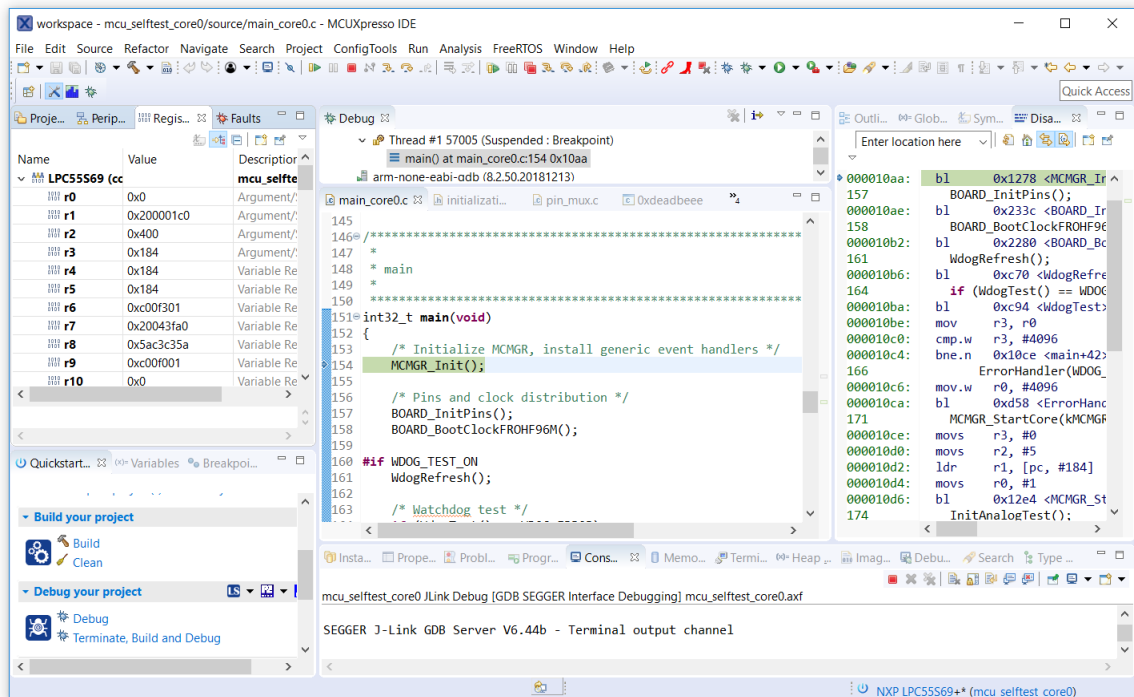 workspace - mcu_selftest_core0/source/main_core0.c - MCUXpresso IDE
File Edit Source Refactor Navigate Search Project ConfigTools Run Analysis FreeRTOS Window Help
Quick Access
Proje... Perip... Regis... Faults
Name Value Description
LPC55S69 (cc mcu_selfte
r0 0x0 Argument/S
r1 0x200001c0 Argument/S
r2 0x400 Argument/S
r3 0x184 Argument/S
r4 0x184 Variable Re
r5 0x184 Variable Re
r6 0xc00f301 Variable Re
r7 0x20043fa0 Variable Re
r8 0x5ac3c35a Variable Re
r9 0xc00f001 Variable Re
r10 0x0 Variable Re
Quickstart... (x)= Variables Breakpoi...
Build your project
Build
Clean
Debug your project
LS
Debug
Terminate, Build and Debug
Debug
Thread #1 57005 (Suspended : Breakpoint)
main() at main_core0.c:154 0x10aa
arm-none-eabi-gdb (8.2.50.20181213)
main_core0.c initializati... pin_mux.c 0xdeadbeee »4
145
146 /*************************************************************
147 *
148 * main
149 *
150 *************************************************************
151 int32_t main(void)
152 {
153 /* Initialize MCMGR, install generic event handlers */
154 MCMGR_Init();
155
156 /* Pins and clock distribution */
157 BOARD_InitPins();
158 BOARD_BootClockFROHF96M();
159
160 #if WDOG_TEST_ON
161 WdogRefresh();
162
163 /* Watchdog test */
Outli... Glob... Sym... Disa...
Enter location here
000010aa: bl 0x1278 <MCMGR_In
157 BOARD_InitPins();
000010ae: bl 0x233c <BOARD_In
158 BOARD_BootClockFROHF96
000010b2: bl 0x2280 <BOARD_Bo
161 WdogRefresh();
000010b6: bl 0xc70 <WdogRefre
164 if (WdogTest() == WDOG
000010ba: bl 0xc94 <WdogTest>
000010be: mov r3, r0
000010c0: cmp.w r3, #4096
000010c4: bne.n 0x10ce <main+42>
166 ErrorHandler(WDOG_
000010c6: mov.w r0, #4096
000010ca: bl 0xd58 <ErrorHand
171 MCMGR_StartCore(kMCMGR
000010ce: movs r3, #0
000010d0: movs r2, #5
000010d2: ldr r1, [pc, #184]
000010d4: movs r0, #1
000010d6: bl 0x12e4 <MCMGR_St
174 InitAnalogTest();
Insta... Prope... Probl... Progr... Cons... Memo... Termi... Heap ... Imag... Debu... Search Type ...
mcu_selftest_core0 JLink Debug [GDB SEGGER Interface Debugging] mcu_selftest_core0.axf
SEGGER J-Link GDB Server V6.44b - Terminal output channel
NXP LPC55S69+* (mcu_selftest_core0)